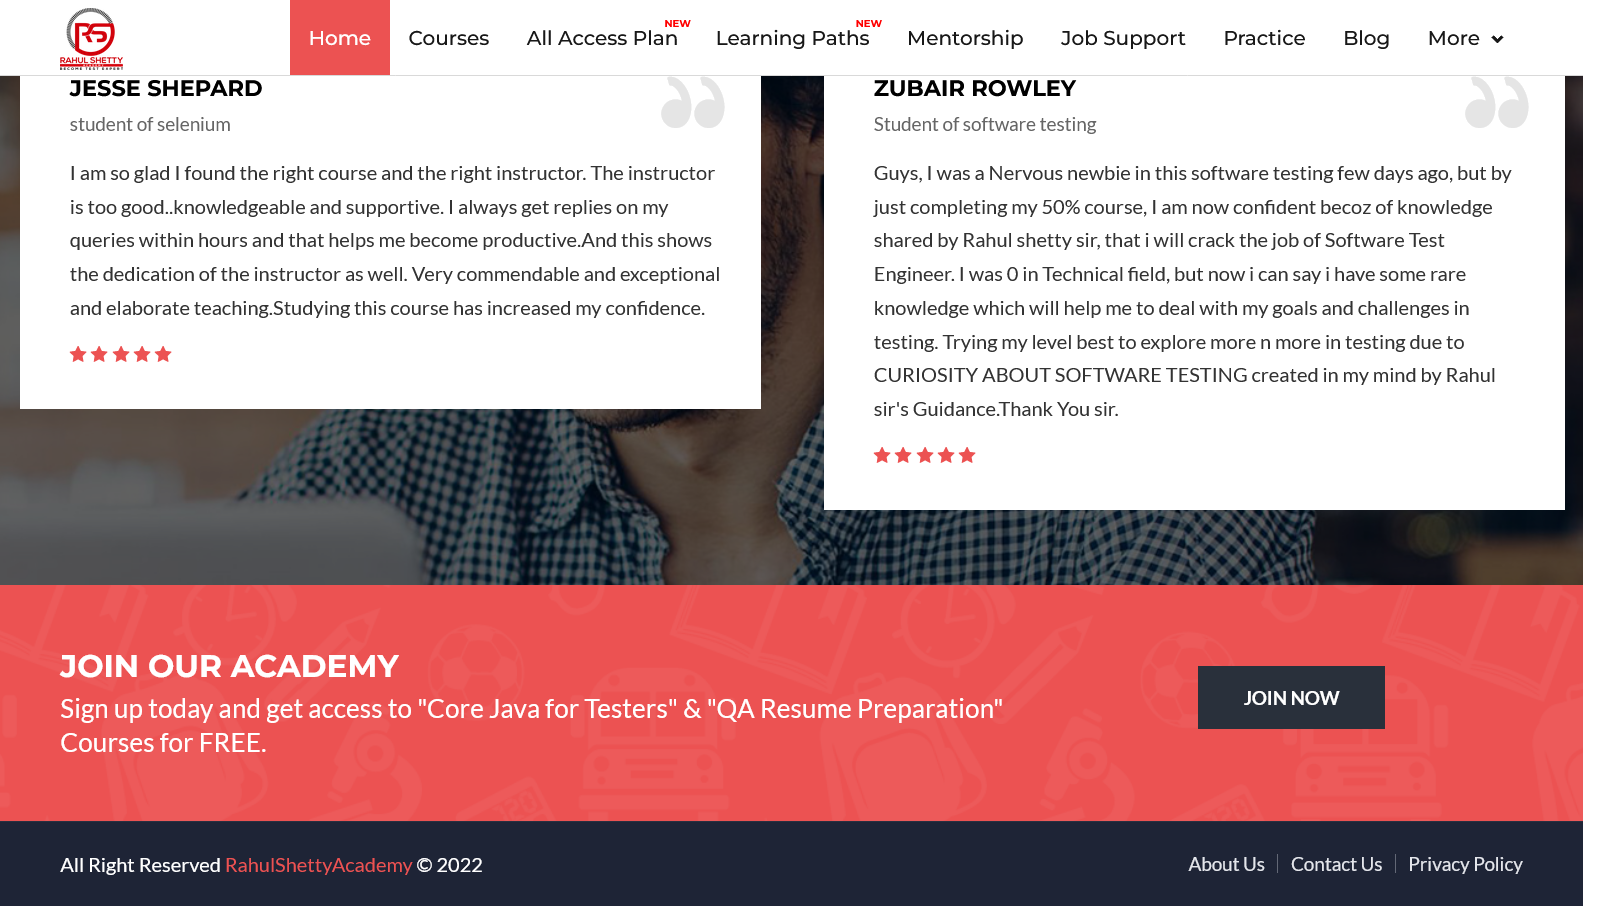 RAHUL SHETTY
ACADEMY
BECOME TEST EXPERT
Home
Courses
All Access Plan NEW
Learning Paths NEW
Mentorship
Job Support
Practice
Blog
More
JESSE SHEPARD
student of selenium
I am so glad I found the right course and the right instructor. The instructor
is too good..knowledgeable and supportive. I always get replies on my
queries within hours and that helps me become productive.And this shows
the dedication of the instructor as well. Very commendable and exceptional
and elaborate teaching.Studying this course has increased my confidence.
ZUBAIR ROWLEY
Student of software testing
Guys, I was a Nervous newbie in this software testing few days ago, but by
just completing my 50% course, I am now confident becoz of knowledge
shared by Rahul shetty sir, that i will crack the job of Software Test
Engineer. I was 0 in Technical field, but now i can say i have some rare
knowledge which will help me to deal with my goals and challenges in
testing. Trying my level best to explore more n more in testing due to
CURIOSITY ABOUT SOFTWARE TESTING created in my mind by Rahul
sir's Guidance.Thank You sir.
JOIN OUR ACADEMY
Sign up today and get access to "Core Java for Testers" & "QA Resume Preparation"
Courses for FREE.
JOIN NOW
All Right Reserved RahulShettyAcademy © 2022
About Us
Contact Us
Privacy Policy